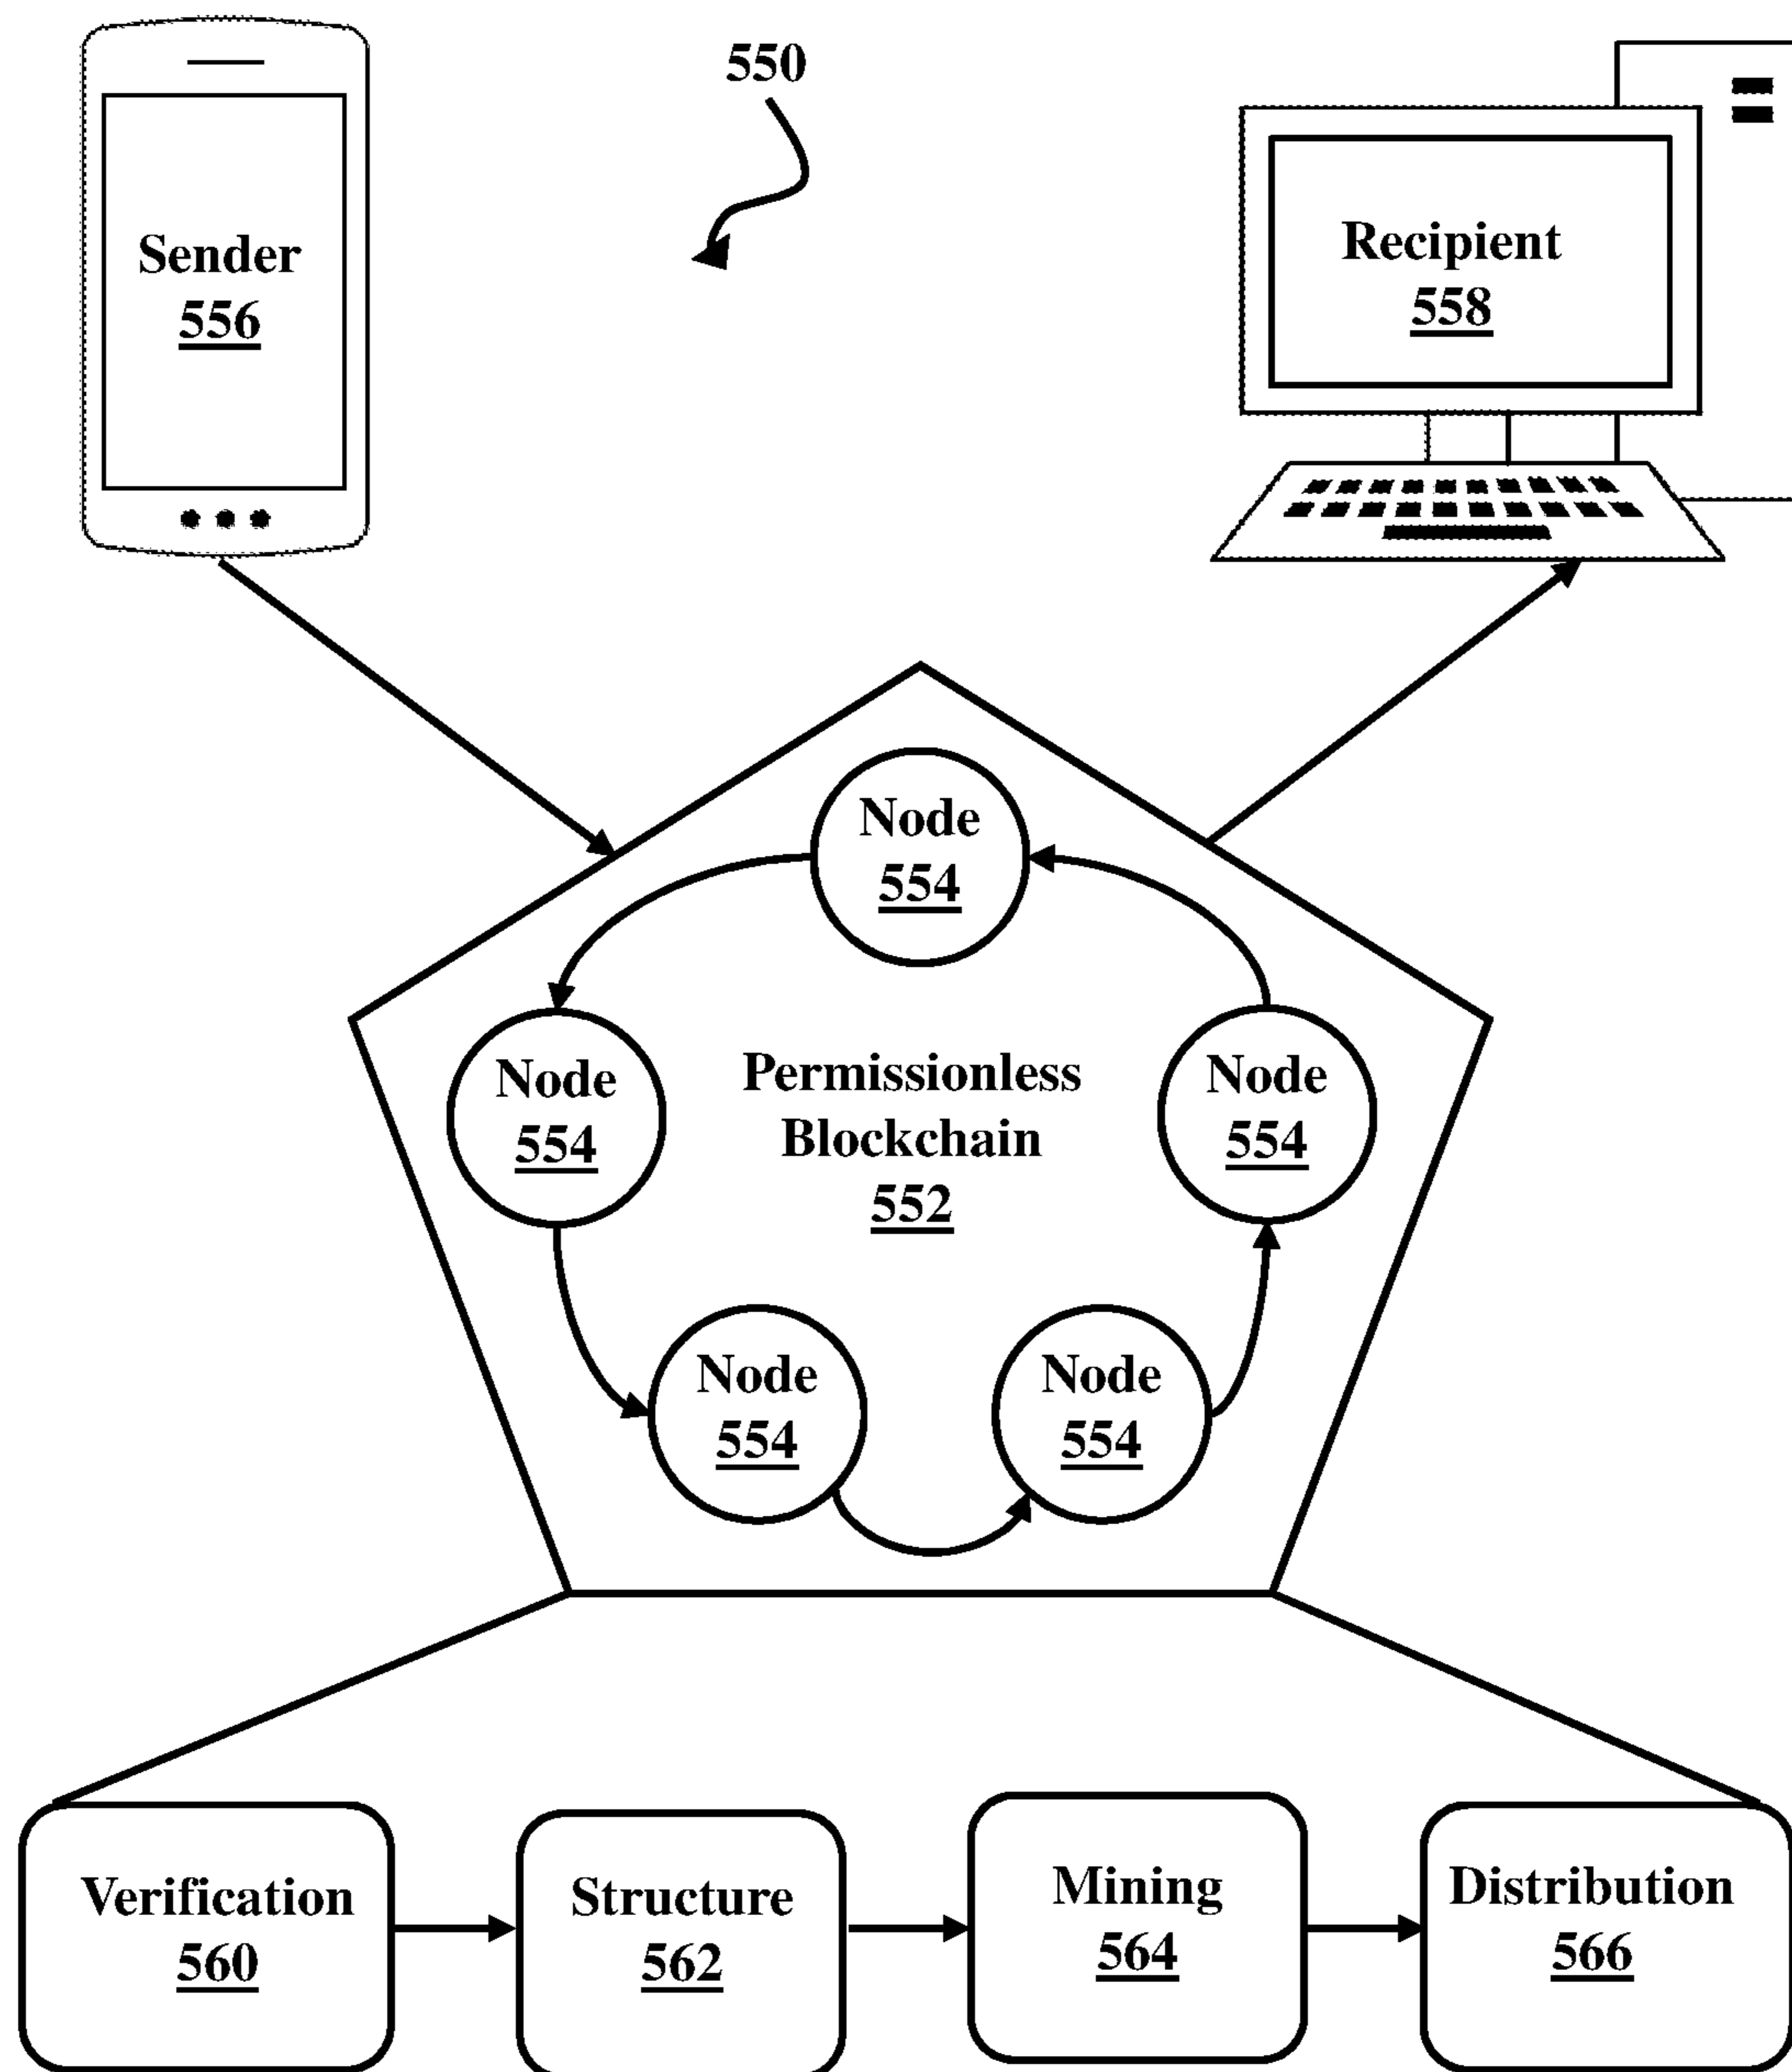 550
Sender
556
Recipient
558
Node
554
Node
554
Permissionless
Blockchain
552
Node
554
Node
554
Node
554
Verification
560
Structure
562
Mining
564
Distribution
566